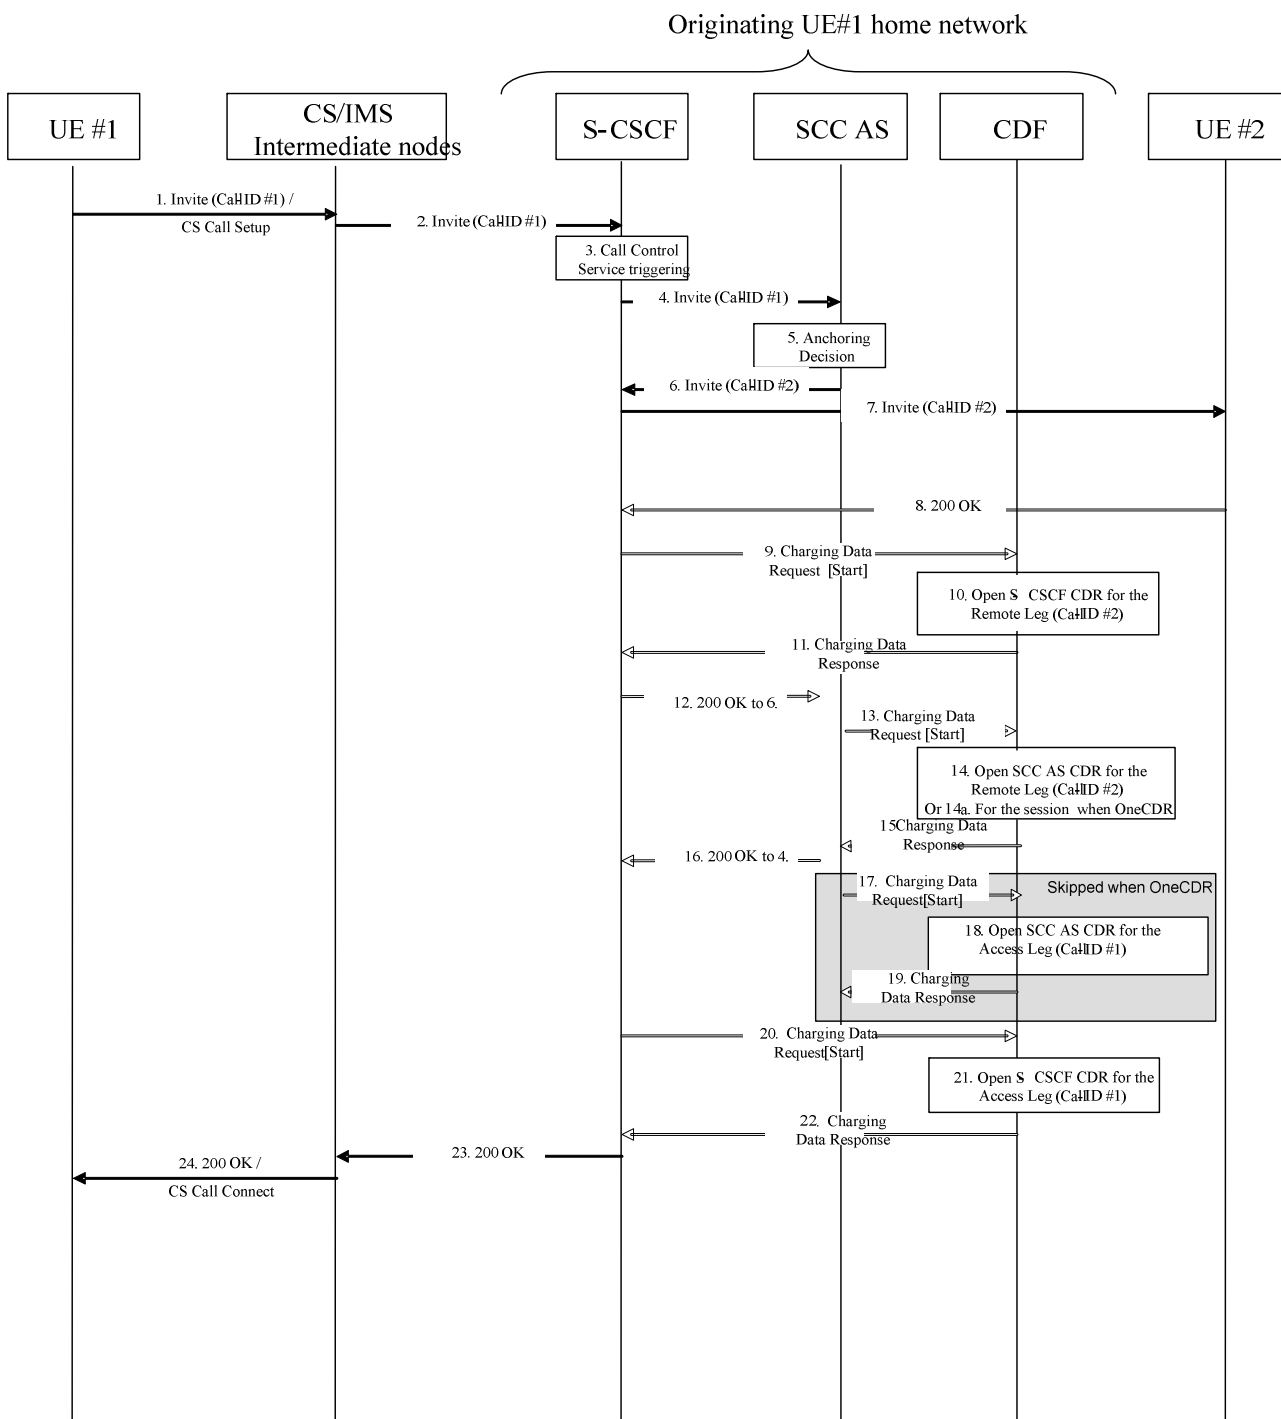 Originating UE#1 home network
UE #1
CS/IMS
Intermediate nodes
S-CSCF
SCC AS
CDF
UE #2
1. Invite (Call-ID #1) /
CS Call Setup
2. Invite (Call-ID #1)
3. Call Control
Service triggering
4. Invite (Call-ID #1)
5. Anchoring
Decision
6. Invite (Call-ID #2)
7. Invite (Call-ID #2)
8. 200 OK
9. Charging Data
Request [Start]
10. Open S- CSCF CDR for the
Remote Leg (Call-ID #2)
11. Charging Data
Response
12. 200 OK to 6.
13. Charging Data
Request [Start]
14. Open SCC AS CDR for the
Remote Leg (Call-ID #2)
Or 14a. For the session when OneCDR
15Charging Data
Response
16. 200 OK to 4.
17. Charging Data
Request[Start]
Skipped when OneCDR
18. Open SCC AS CDR for the
Access Leg (Call-ID #1)
19. Charging
Data Response
20. Charging Data
Request[Start]
21. Open S- CSCF CDR for the
Access Leg (Call-ID #1)
22. Charging
Data Response
23. 200 OK
24. 200 OK /
CS Call Connect